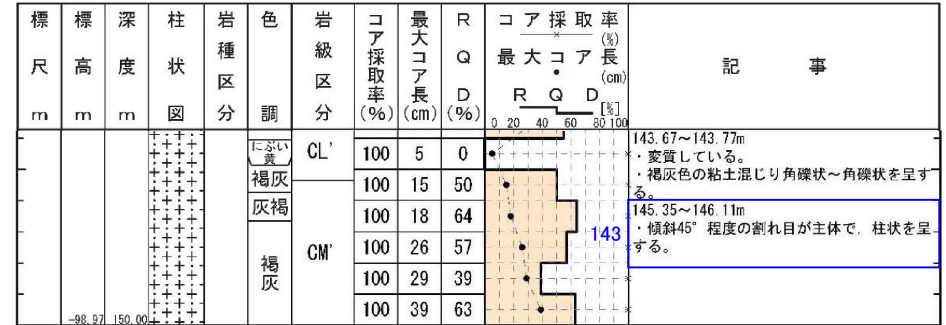 標尺m 標高m 深度m 柱状図 岩種区分 色調 岩級区分 コア採取率(%) 最大コア長(cm) RQD(%) コア採取率(%) 最大コア長(cm) RQD[%] 記事
0 20 40 60 80 100
にぶい黄 CL' 100 5 0
143.67～143.77m
・変質している。
・褐灰色の粘土混じり角礫状～角礫状を呈す
る。
褐灰 100 15 50
灰褐 100 18 64
143
145.35～146.11m
・傾斜45°程度の割れ目が主体で，柱状を呈
する。
褐灰 CM' 100 26 57
100 29 39
100 39 63
-98.97 150.00